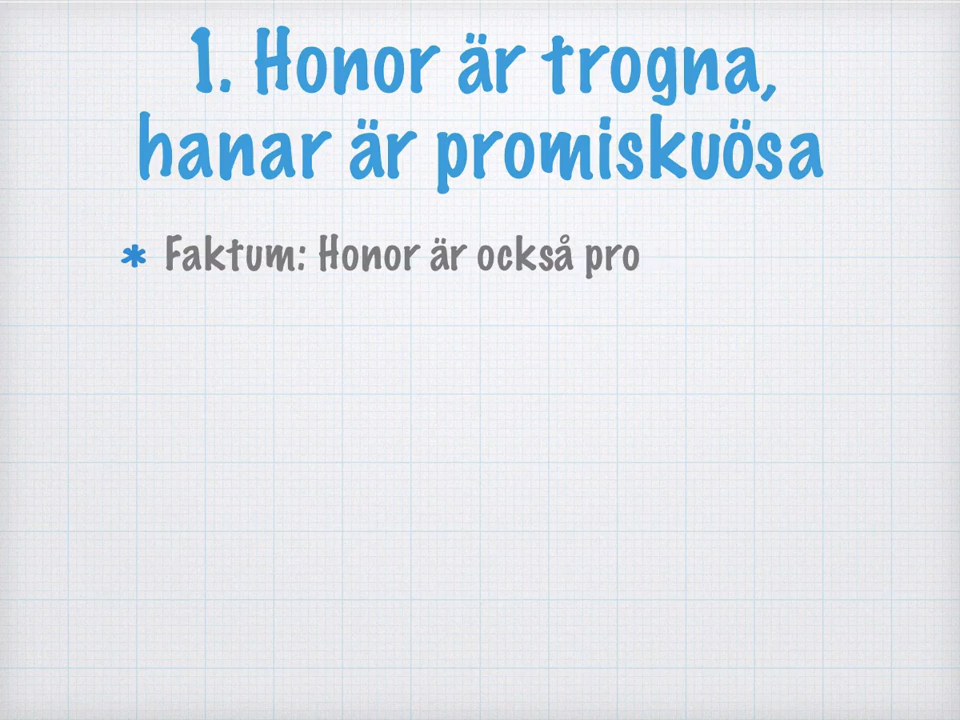 1. Honor är trogna,
hanar är promiskuösa
* Faktum: Honor är också pro